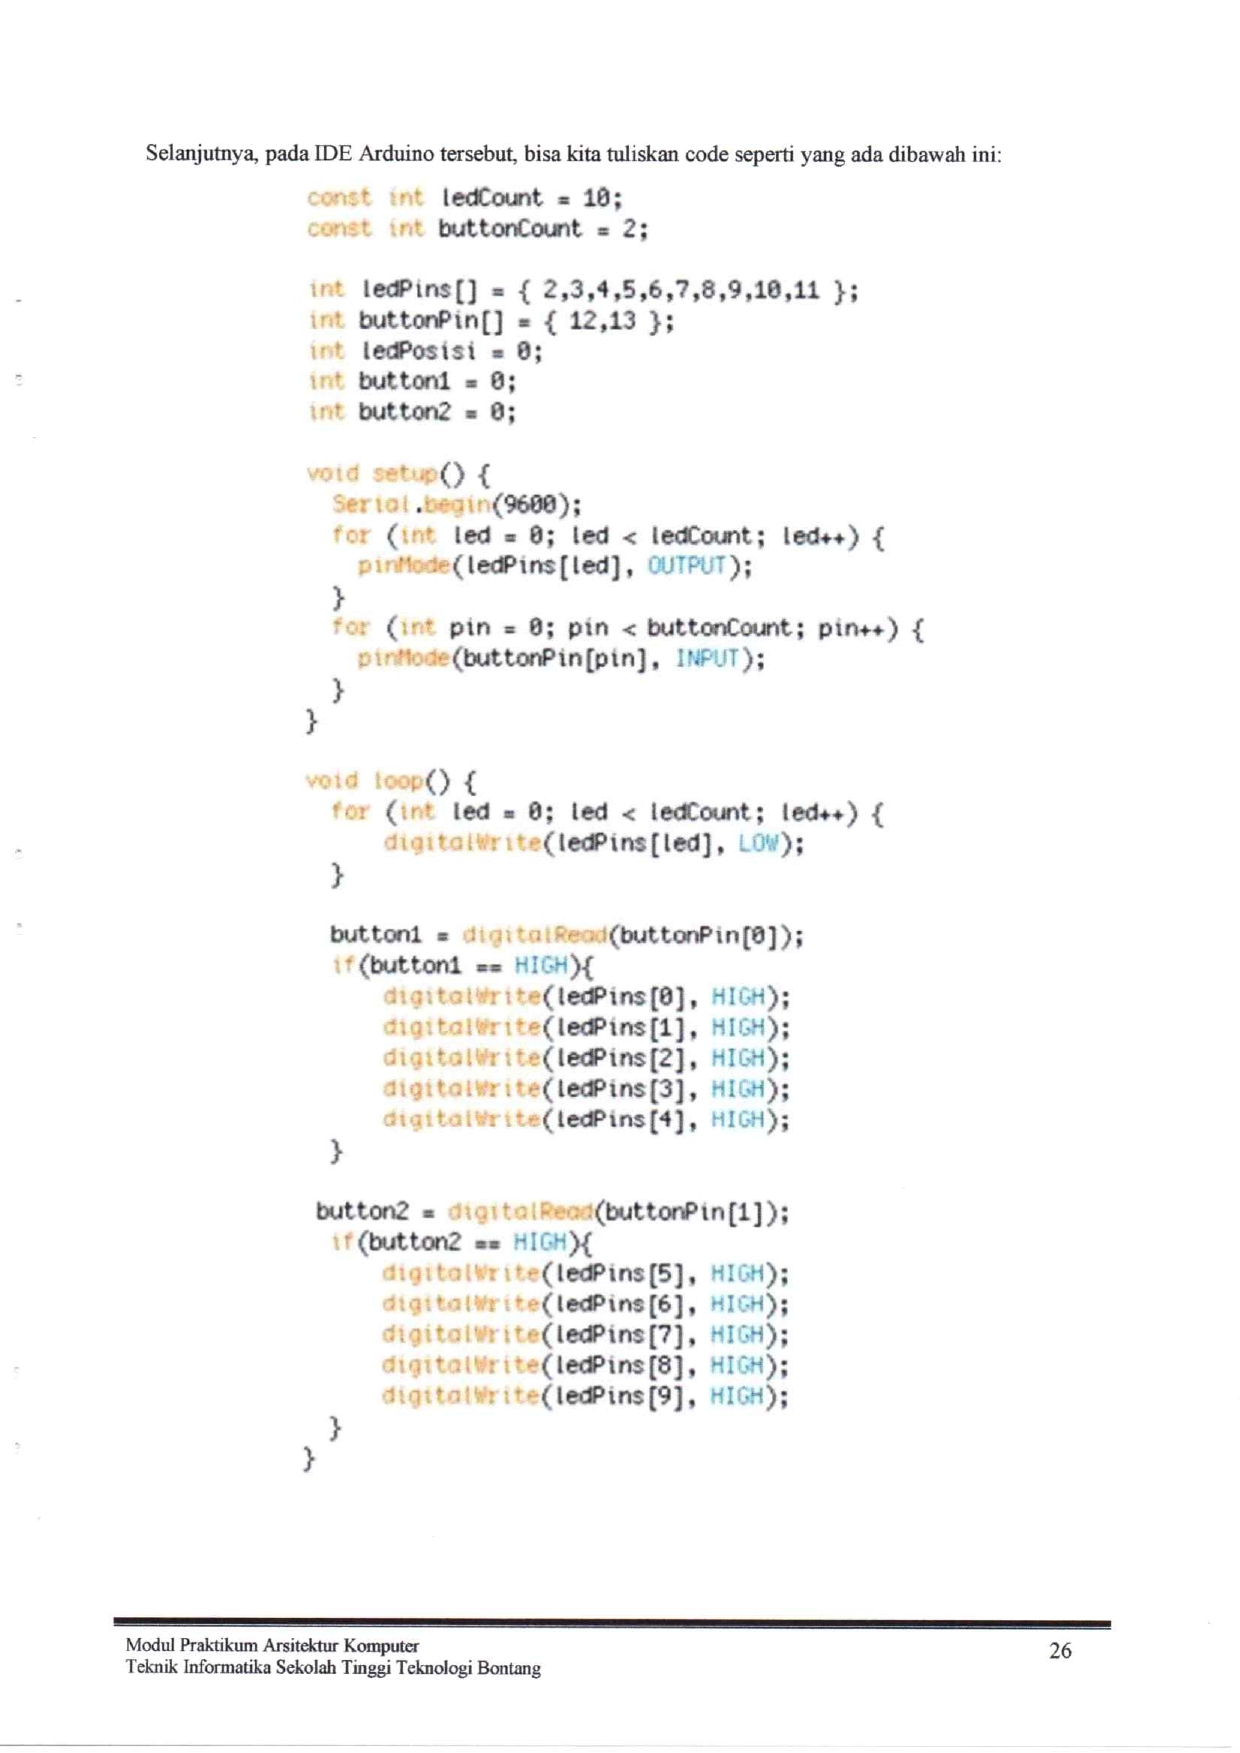 Selanjutnya, pada IDE Arduino tersebut, bisa kita tuliskan code seperti yang ada dibawah ini:
const int ledCount = 10;
const int buttonCount = 2;
int ledPins[] = { 2,3,4,5,6,7,8,9,10,11 };
int buttonPin[] = { 12,13 };
int ledPosisi = 0;
int button1 = 0;
int button2 = 0;
void setup() {
Serial.begin(9600);
for (int led = 0; led < ledCount; led++) {
pinMode(ledPins[led], OUTPUT);
}
for (int pin = 0; pin < buttonCount; pin++) {
pinMode(buttonPin[pin], INPUT);
}
}
void loop() {
for (int led = 0; led < ledCount; led++) {
digitalWrite(ledPins[led], LOW);
}
button1 = digitalRead(buttonPin[0]);
if(button1 == HIGH){
digitalWrite(ledPins[0], HIGH);
digitalWrite(ledPins[1], HIGH);
digitalWrite(ledPins[2], HIGH);
digitalWrite(ledPins[3], HIGH);
digitalWrite(ledPins[4], HIGH);
}
button2 = digitalRead(buttonPin[1]);
if(button2 == HIGH){
digitalWrite(ledPins[5], HIGH);
digitalWrite(ledPins[6], HIGH);
digitalWrite(ledPins[7], HIGH);
digitalWrite(ledPins[8], HIGH);
digitalWrite(ledPins[9], HIGH);
}
}
Modul Praktikum Arsitektur Komputer
Teknik Informatika Sekolah Tinggi Teknologi Bontang
26